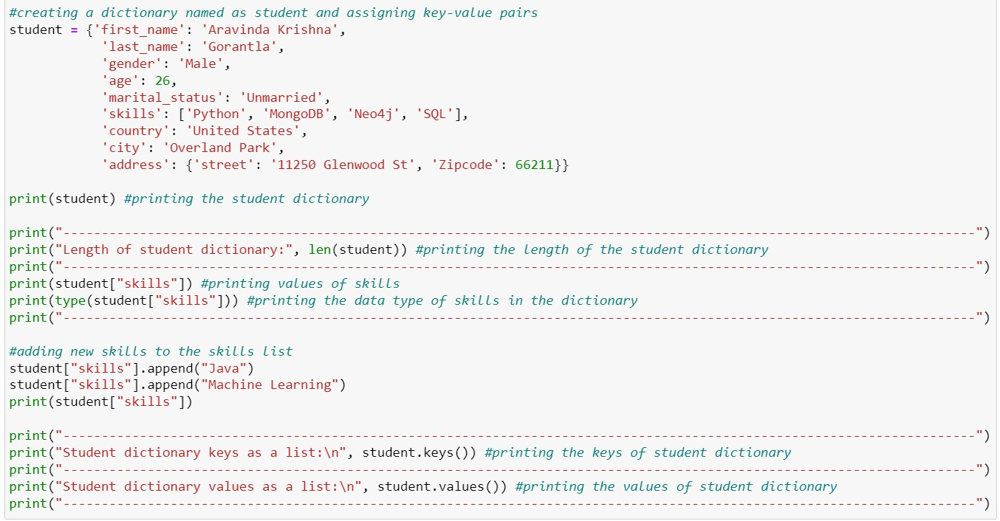 #creating a dictionary named as student and assigning key-value pairs
student = {'first_name': 'Aravinda Krishna',
            'last_name': 'Gorantla',
            'gender': 'Male',
            'age': 26,
            'marital_status': 'Unmarried',
            'skills': ['Python', 'MongoDB', 'Neo4j', 'SQL'],
            'country': 'United States',
            'city': 'Overland Park',
            'address': {'street': '11250 Glenwood St', 'Zipcode': 66211}}
print(student) #printing the student dictionary
print("-----------------------------------------------------------------------------------------------------------------------")
print("Length of student dictionary:", len(student)) #printing the length of the student dictionary
print("-----------------------------------------------------------------------------------------------------------------------")
print(student["skills"]) #printing values of skills
print(type(student["skills"])) #printing the data type of skills in the dictionary
print("-----------------------------------------------------------------------------------------------------------------------")
#adding new skills to the skills list
student["skills"].append("Java")
student["skills"].append("Machine Learning")
print(student["skills"])
print("-----------------------------------------------------------------------------------------------------------------------")
print("Student dictionary keys as a list:\n", student.keys()) #printing the keys of student dictionary
print("-----------------------------------------------------------------------------------------------------------------------")
print("Student dictionary values as a list:\n", student.values()) #printing the values of student dictionary
print("-----------------------------------------------------------------------------------------------------------------------")